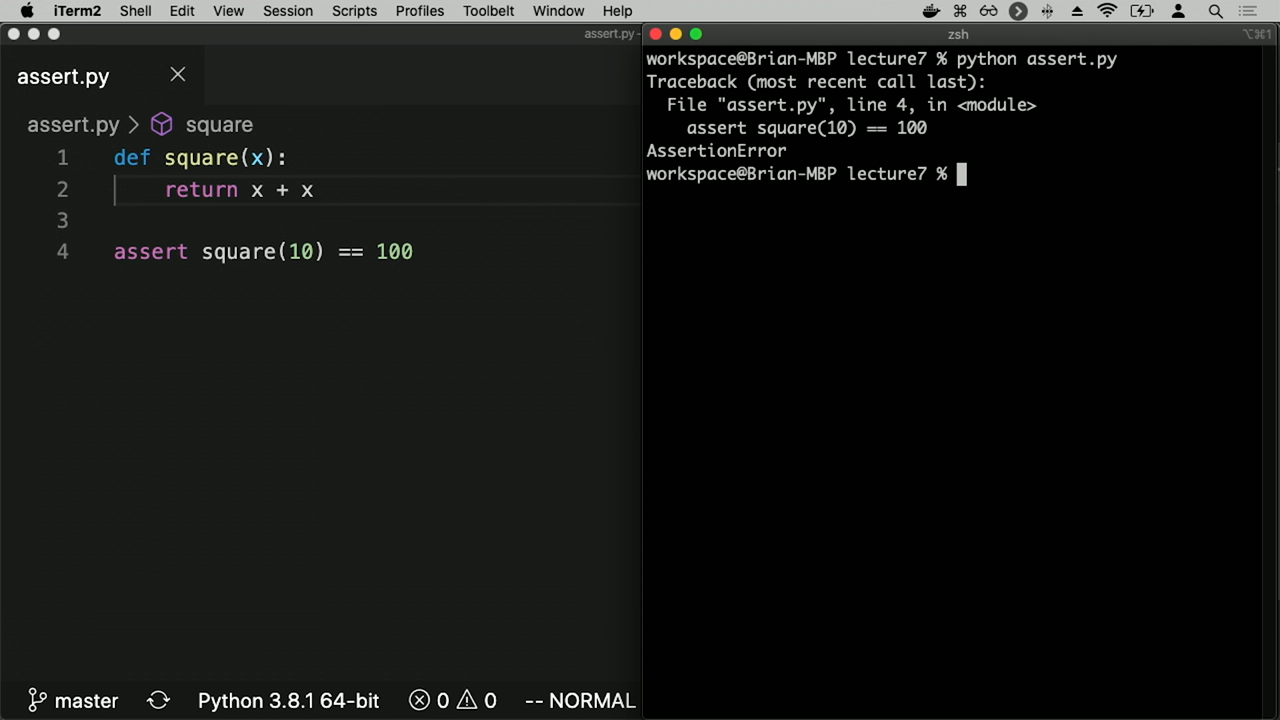 iTerm2 Shell Edit View Session Scripts Profiles Toolbelt Window Help
assert.py -
assert.py
assert.py > square
1 def square(x):
2     return x + x
3
4 assert square(10) == 100
master Python 3.8.1 64-bit 0 0 -- NORMAL
zsh ⌥⌘1
workspace@Brian-MBP lecture7 % python assert.py
Traceback (most recent call last):
  File "assert.py", line 4, in <module>
    assert square(10) == 100
AssertionError
workspace@Brian-MBP lecture7 %